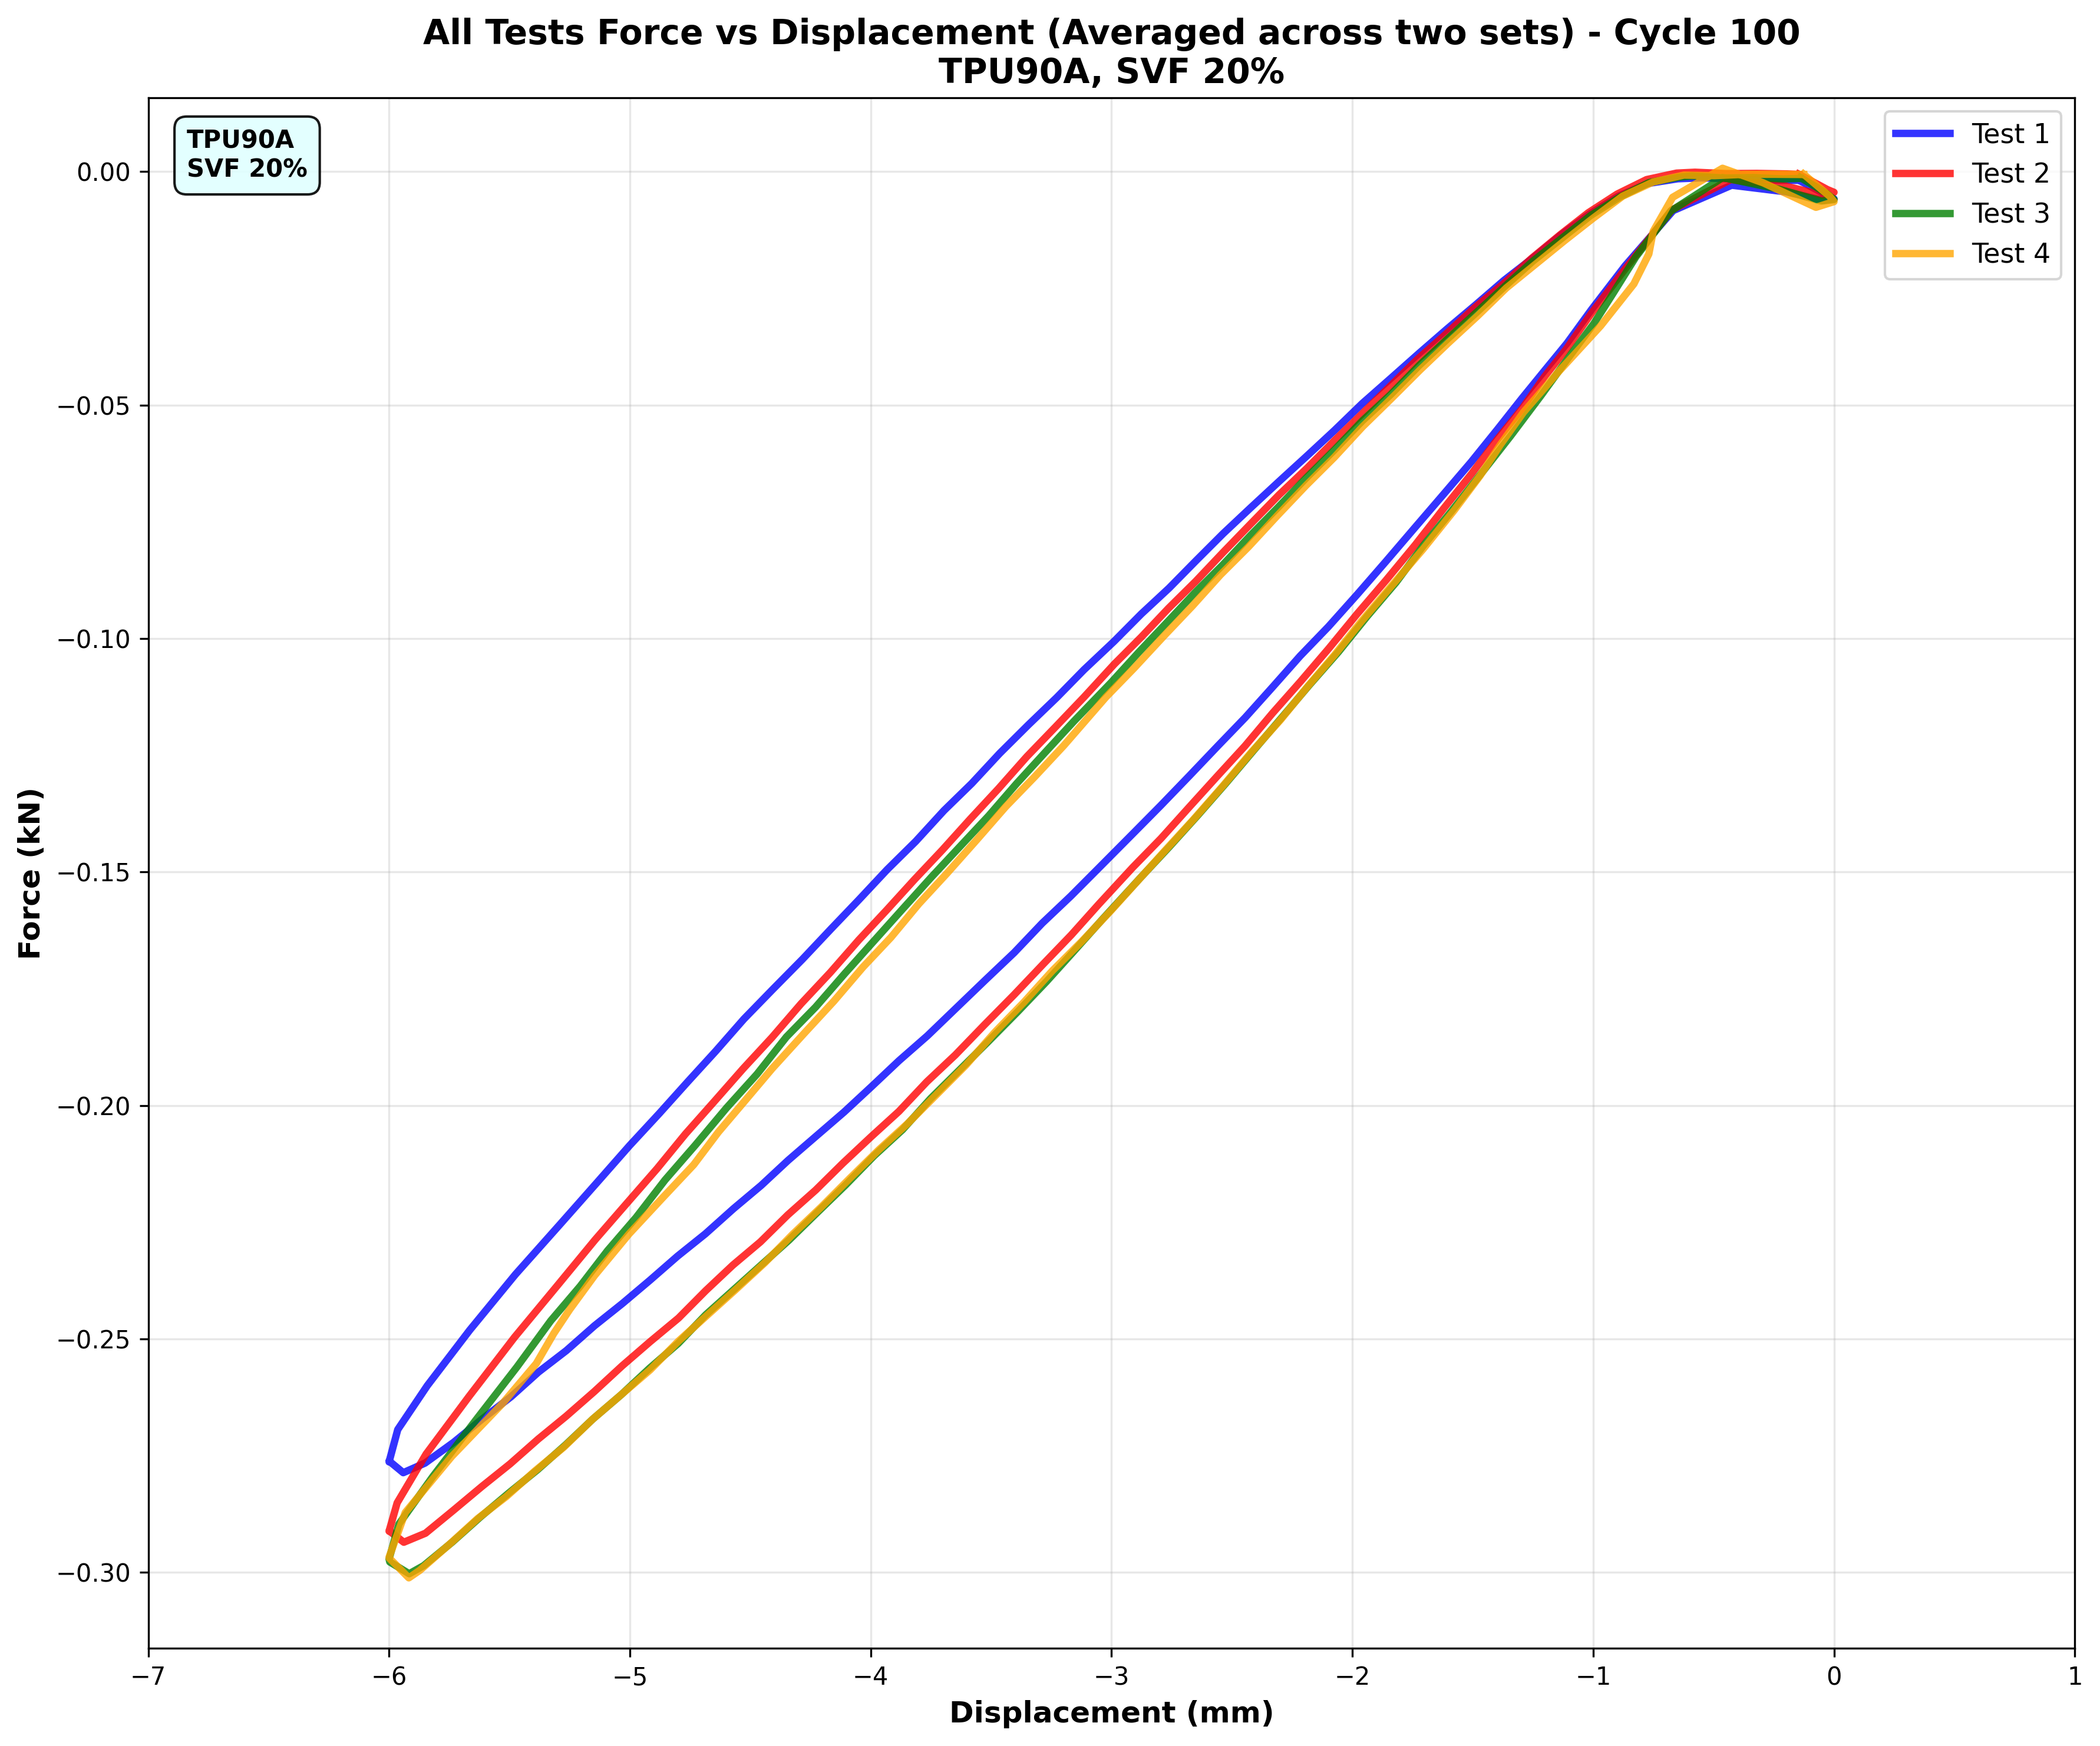 All Tests Force vs Displacement (Averaged across two sets) - Cycle 100
TPU90A, SVF 20%
TPU90A
SVF 20%
Test 1
Test 2
Test 3
Test 4
0.00
−0.05
−0.10
−0.15
−0.20
−0.25
−0.30
Force (kN)
−7
−6
−5
−4
−3
−2
−1
0
1
Displacement (mm)